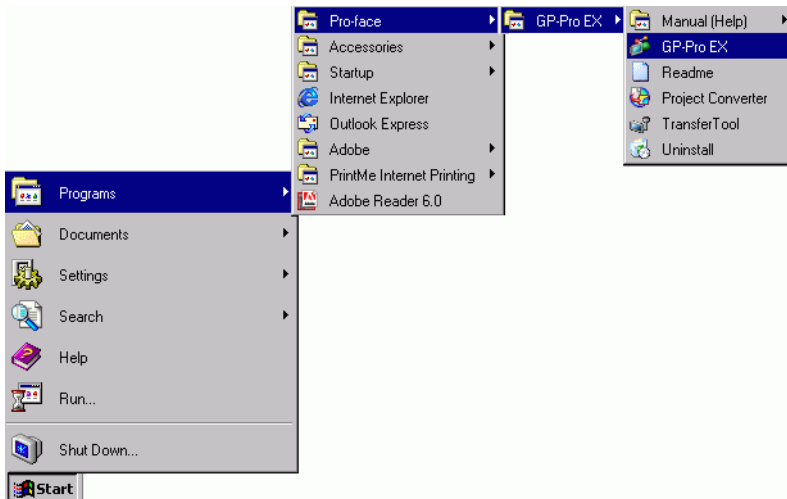 Pro-face
Accessories
Startup
Internet Explorer
Outlook Express
Adobe
PrintMe Internet Printing
Adobe Reader 6.0
GP-Pro EX
Manual (Help)
GP-Pro EX
Readme
Project Converter
TransferTool
Uninstall
Programs
Documents
Settings
Search
Help
Run...
Shut Down...
Start